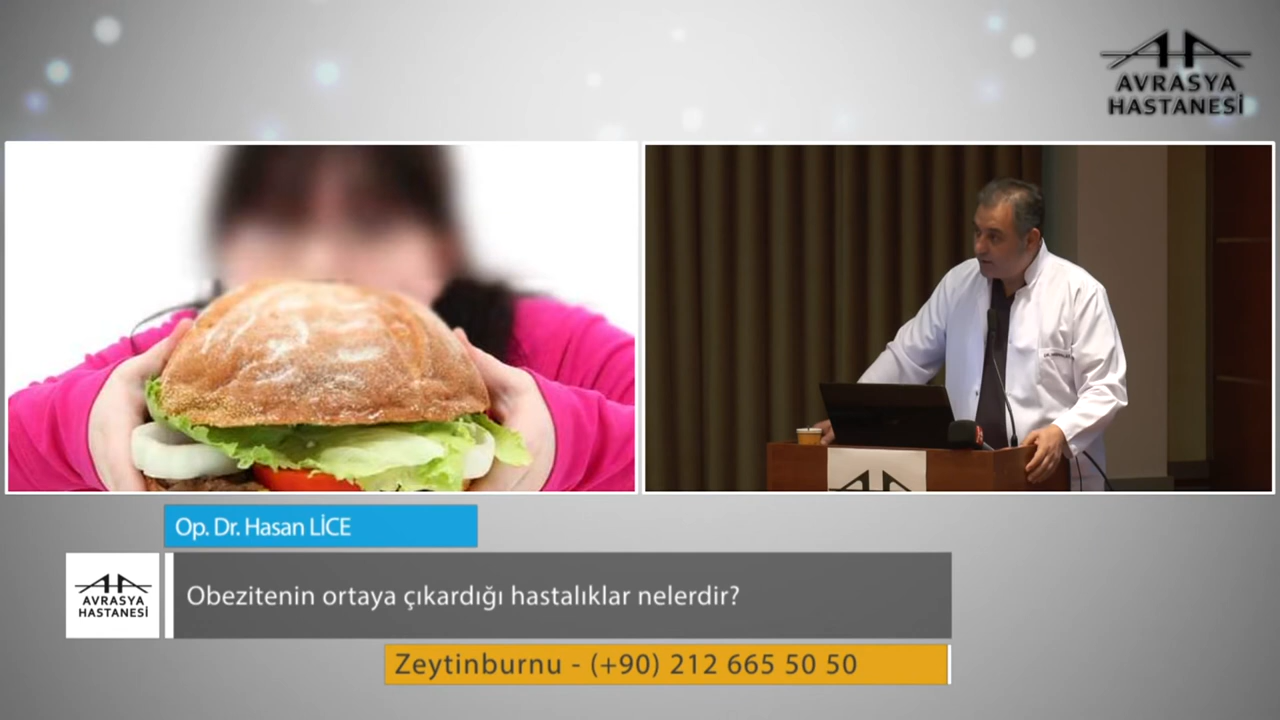 AVRASYA
HASTANESİ
Op. Dr. Hasan LİCE
AVRASYA
HASTANESİ
Obezitenin ortaya çıkardığı hastalıklar nelerdir?
Zeytinburnu - (+90) 212 665 50 50